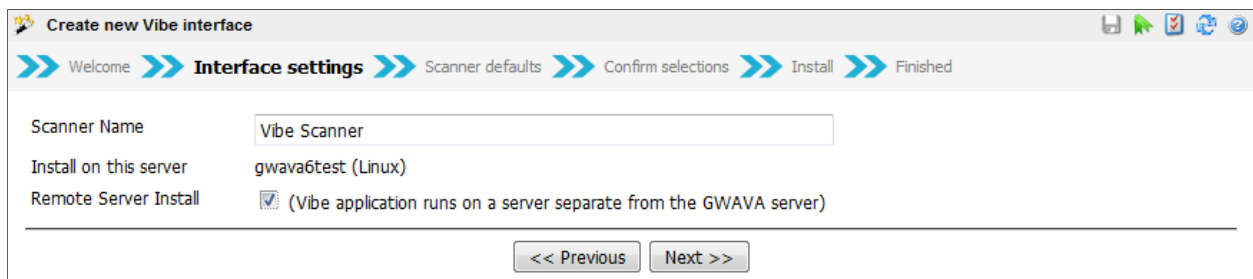 Create new Vibe interface
Welcome Interface settings Scanner defaults Confirm selections Install Finished
Scanner Name Vibe Scanner
Install on this server gwava6test (Linux)
Remote Server Install (Vibe application runs on a server separate from the GWAVA server)
<< Previous Next >>